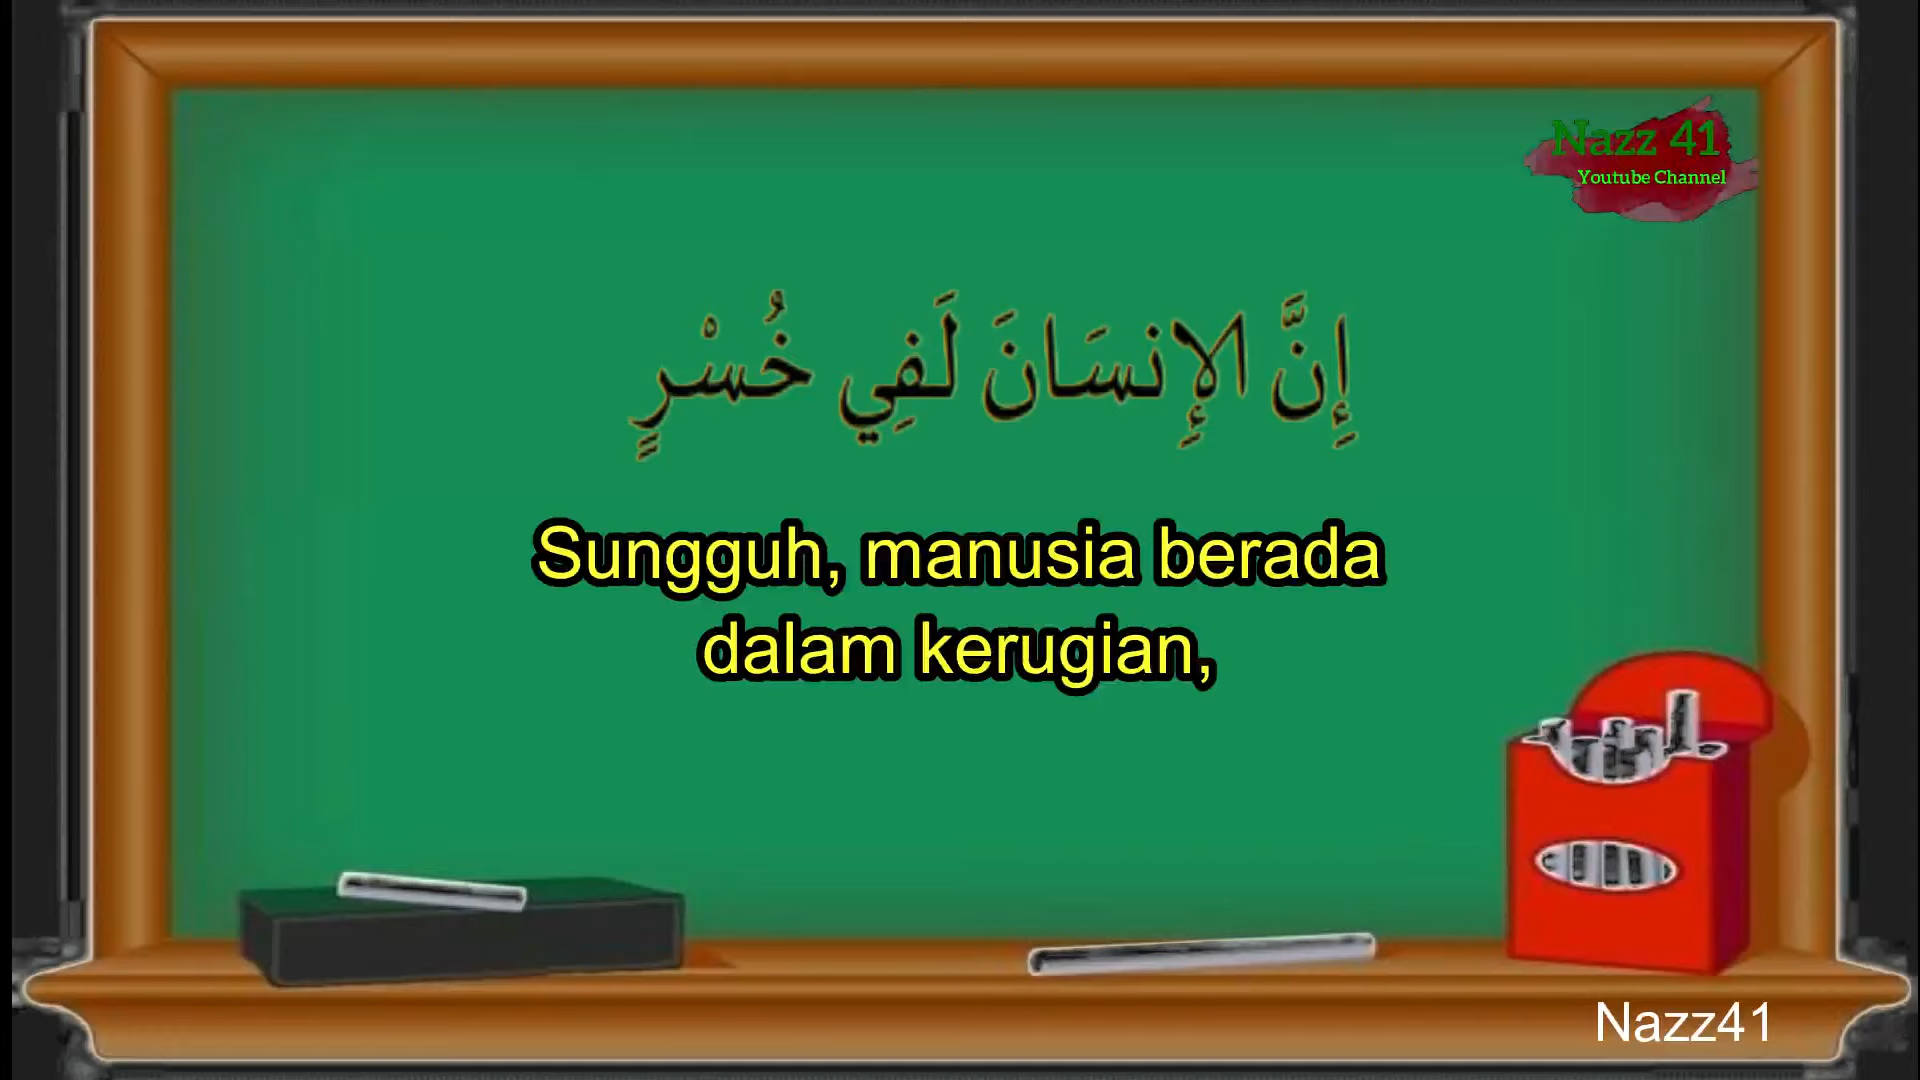 Nazz 41
Youtube Channel
إِنَّ الإِنسَانَ لَفِي خُسْرٍ
Sungguh, manusia berada
dalam kerugian,
Nazz41